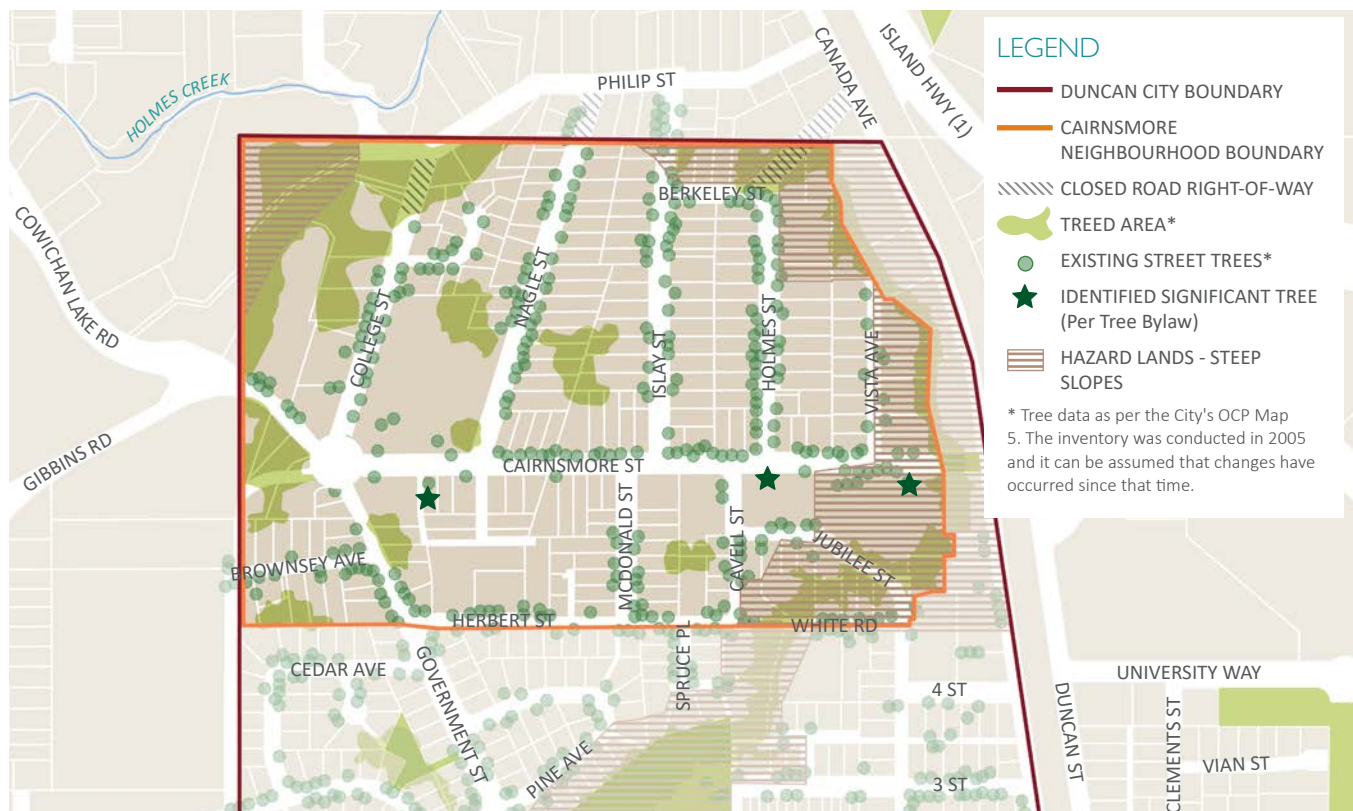 LEGEND
DUNCAN CITY BOUNDARY
CAIRNSMORE
NEIGHBOURHOOD BOUNDARY
CLOSED ROAD RIGHT-OF-WAY
TREED AREA*
EXISTING STREET TREES*
IDENTIFIED SIGNIFICANT TREE
(Per Tree Bylaw)
HAZARD LANDS - STEEP
SLOPES
* Tree data as per the City's OCP Map
5. The inventory was conducted in 2005
and it can be assumed that changes have
occurred since that time.
HOLMES CREEK
PHILIP ST
CANADA AVE
ISLAND HWY (1)
BERKELEY ST
COWICHAN LAKE RD
COLLEGE ST
NAGLE ST
ISLAY ST
HOLMES ST
VISTA AVE
GIBBINS RD
CAIRNSMORE ST
MCDONALD ST
CAVELL ST
JUBILEE ST
BROWNSEY AVE
HERBERT ST
WHITE RD
CEDAR AVE
GOVERNMENT ST
SPRUCE PL
PINE AVE
4 ST
3 ST
DUNCAN ST
UNIVERSITY WAY
CLEMENTS ST
VIAN ST